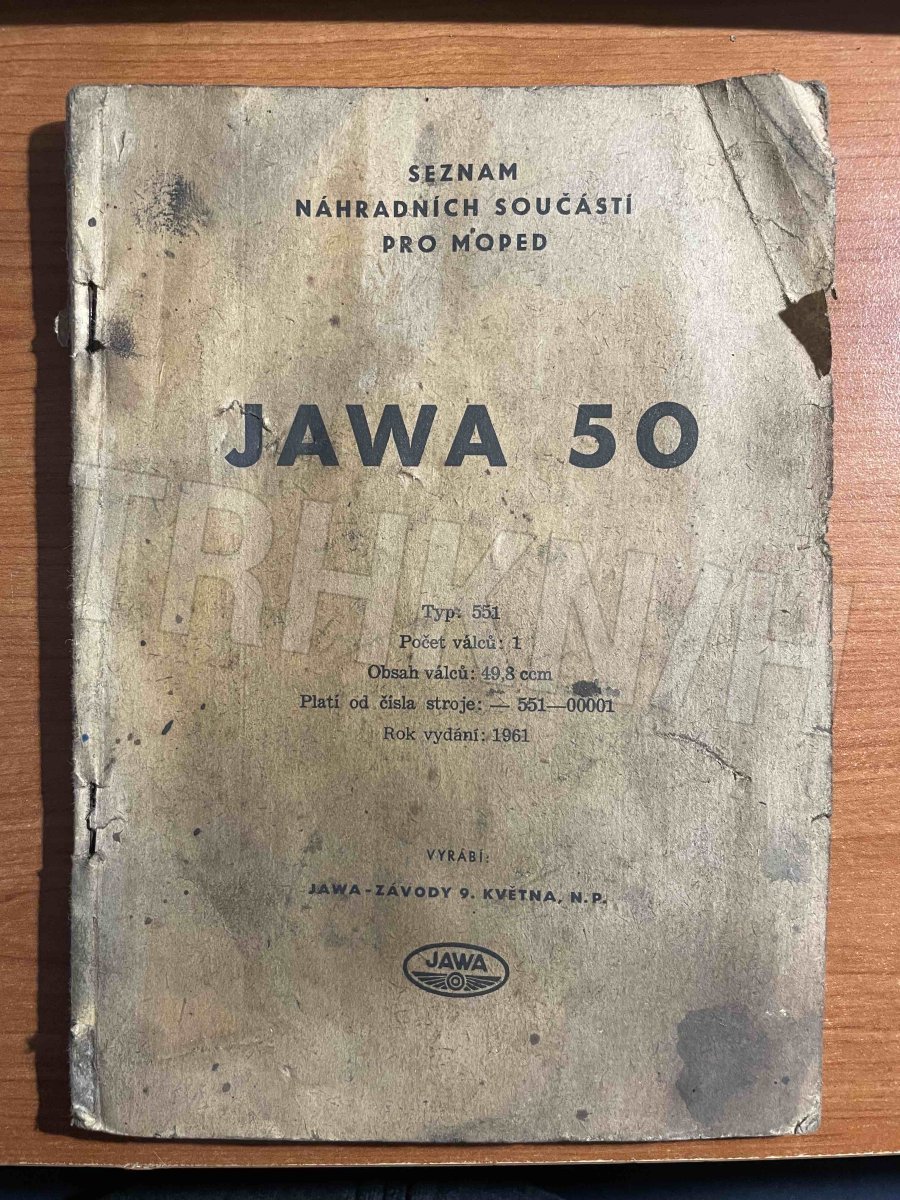 SEZNAM
NÁHRADNÍCH SOUČÁSTÍ
PRO MOPED
JAWA 50
TRHKNIH
Typ: 551
Počet válců: 1
Obsah válců: 49,8 ccm
Platí od čísla stroje: — 551—00001
Rok vydání: 1961
VYRÁBÍ:
JAWA-ZÁVODY 9. KVĚTNA, N. P.
JAWA